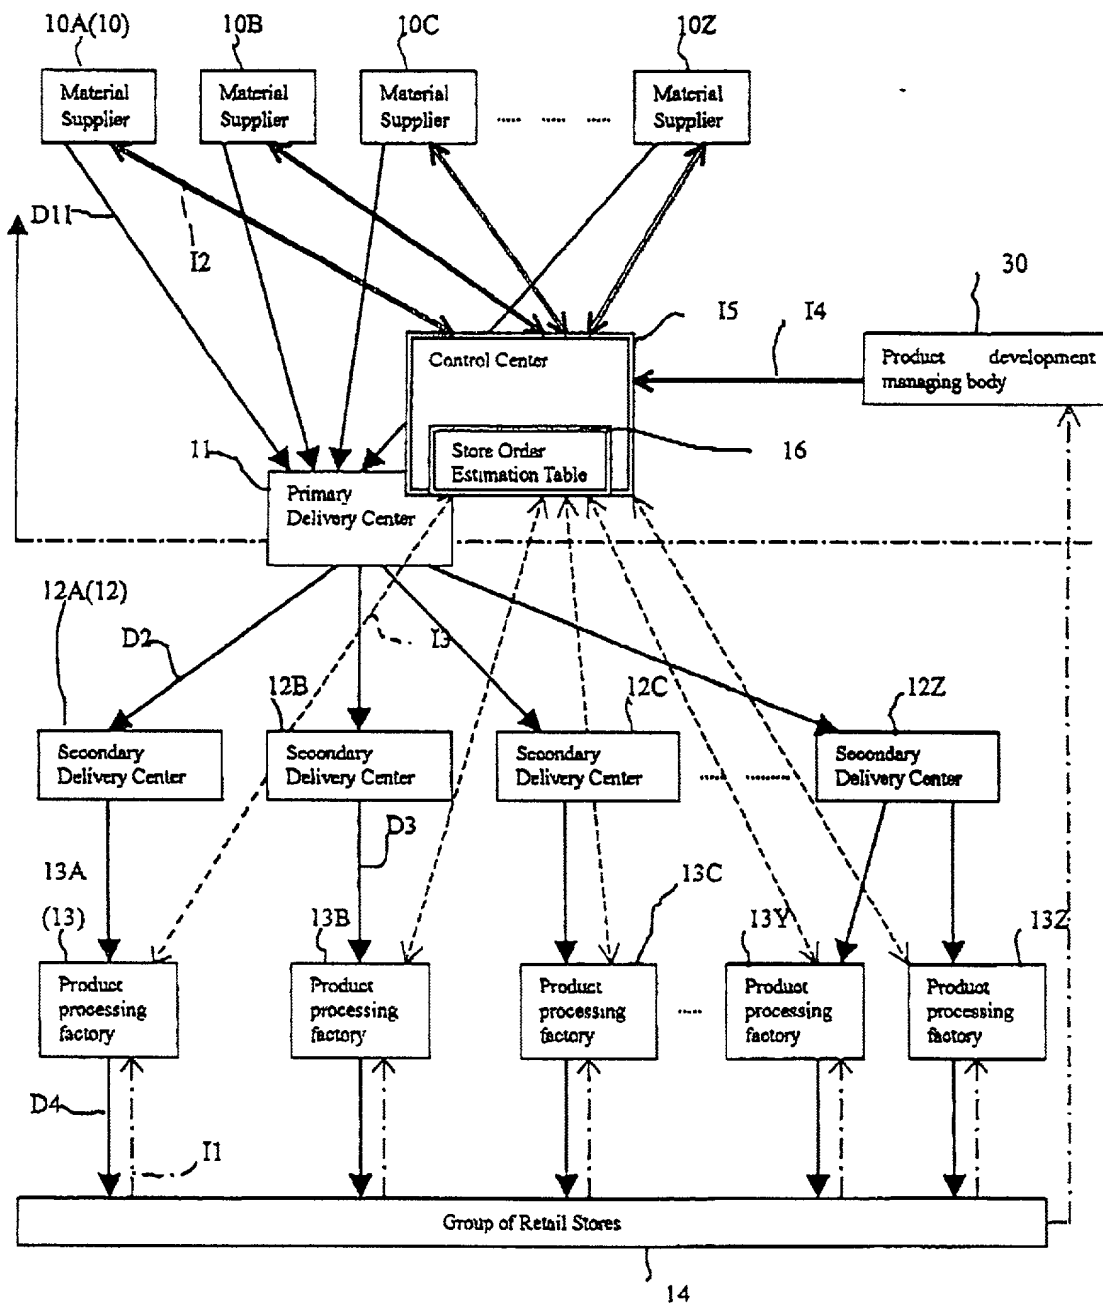 10A(10)
10B
10C
10Z
Material
Supplier
Material
Supplier
Material
Supplier
Material
Supplier
D11
I2
30
I5
I4
Control Center
Product development
managing body
16
Store Order
Estimation Table
11
Primary
Delivery Center
12A(12)
D2
I3
12B
12C
12Z
Secondary
Delivery Center
Secondary
Delivery Center
Secondary
Delivery Center
Secondary
Delivery Center
D3
13A
(13)
13B
13C
13Y
13Z
Product
processing
factory
Product
processing
factory
Product
processing
factory
Product
processing
factory
Product
processing
factory
D4
I1
Group of Retail Stores
14